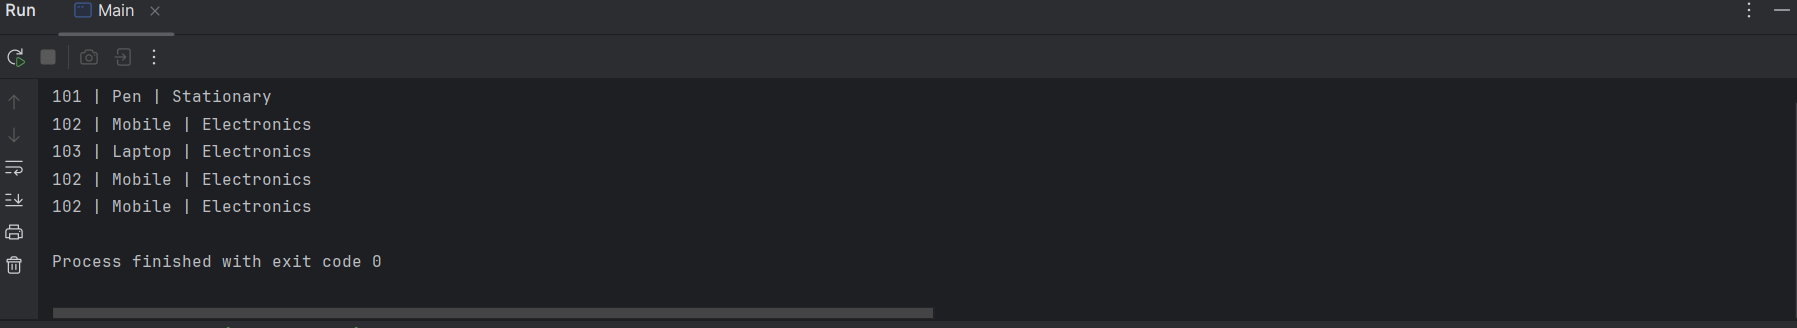 Run Main
101 | Pen | Stationary
102 | Mobile | Electronics
103 | Laptop | Electronics
102 | Mobile | Electronics
102 | Mobile | Electronics
Process finished with exit code 0